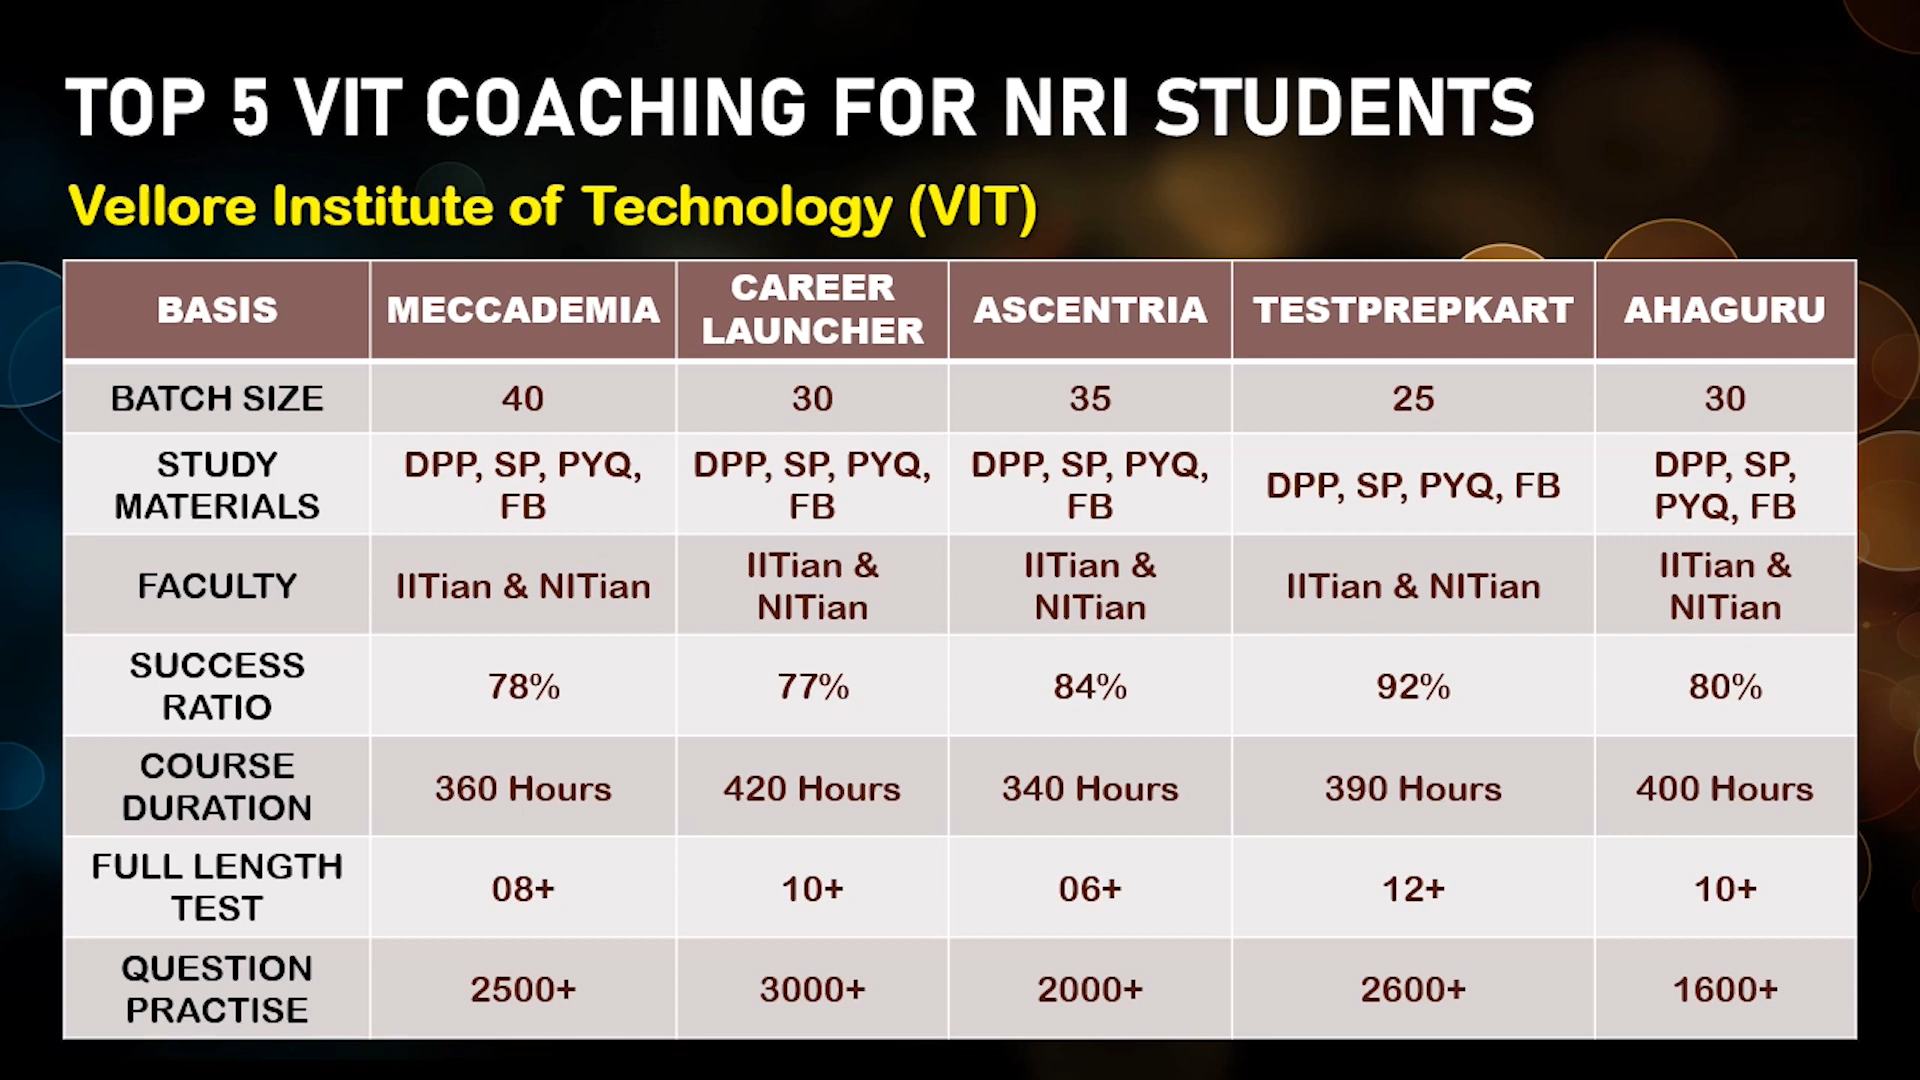 TOP 5 VIT COACHING FOR NRI STUDENTS
Vellore Institute of Technology (VIT)
BASIS MECCADEMIA CAREER LAUNCHER ASCENTRIA TESTPREPKART AHAGURU
BATCH SIZE 40 30 35 25 30
STUDY MATERIALS DPP, SP, PYQ, FB DPP, SP, PYQ, FB DPP, SP, PYQ, FB DPP, SP, PYQ, FB DPP, SP, PYQ, FB
FACULTY IITian & NITian IITian & NITian IITian & NITian IITian & NITian IITian & NITian
SUCCESS RATIO 78% 77% 84% 92% 80%
COURSE DURATION 360 Hours 420 Hours 340 Hours 390 Hours 400 Hours
FULL LENGTH TEST 08+ 10+ 06+ 12+ 10+
QUESTION PRACTISE 2500+ 3000+ 2000+ 2600+ 1600+